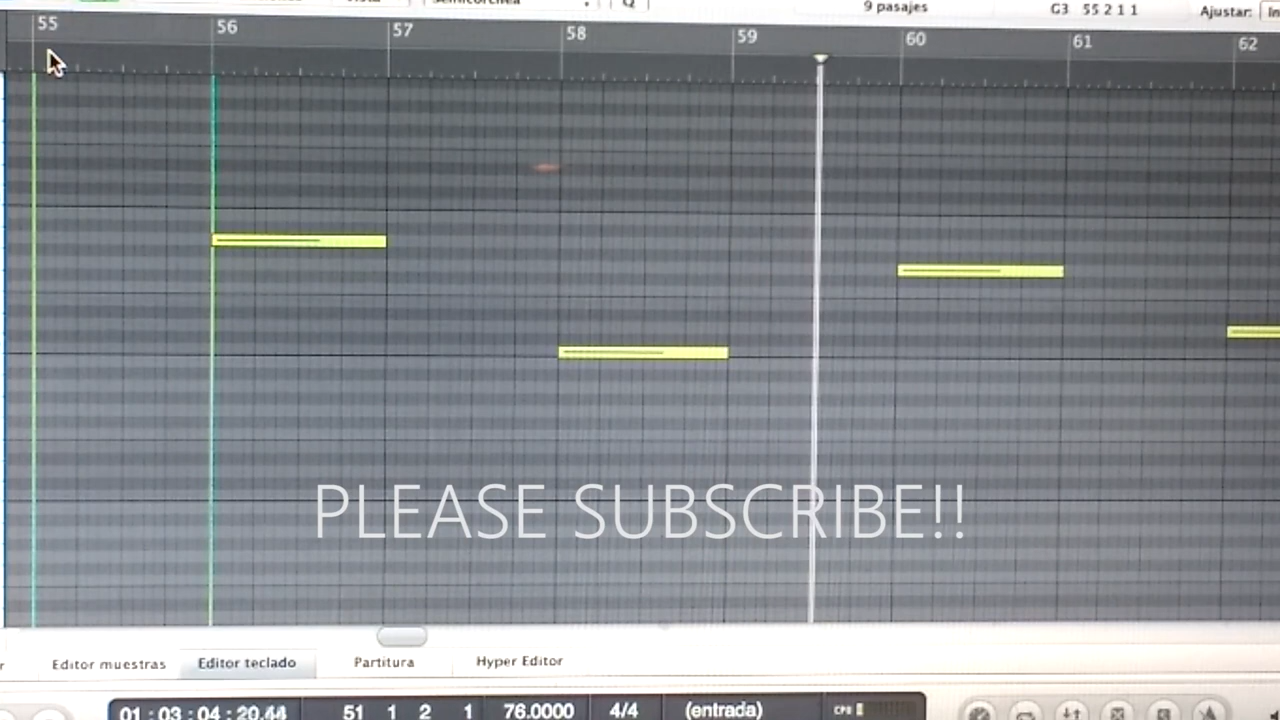 9 pasajes G3 55 2 1 1 Ajustar:
55 56 57 58 59 60 61 62
PLEASE SUBSCRIBE!!
Editor muestras Editor teclado Partitura Hyper Editor
01:03:04:20.44 51 1 2 1 76.0000 4/4 (entrada) CPU